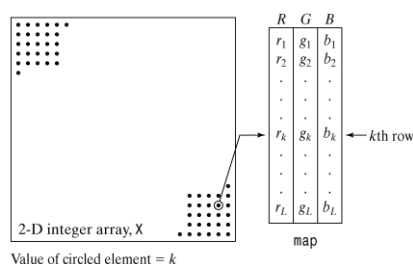 R G B
r1 g1 b1
r2 g2 b2
. . .
. . .
. . .
rk gk bk
kth row
. . .
. . .
. . .
rL gL bL
2-D integer array, X
map
Value of circled element = k